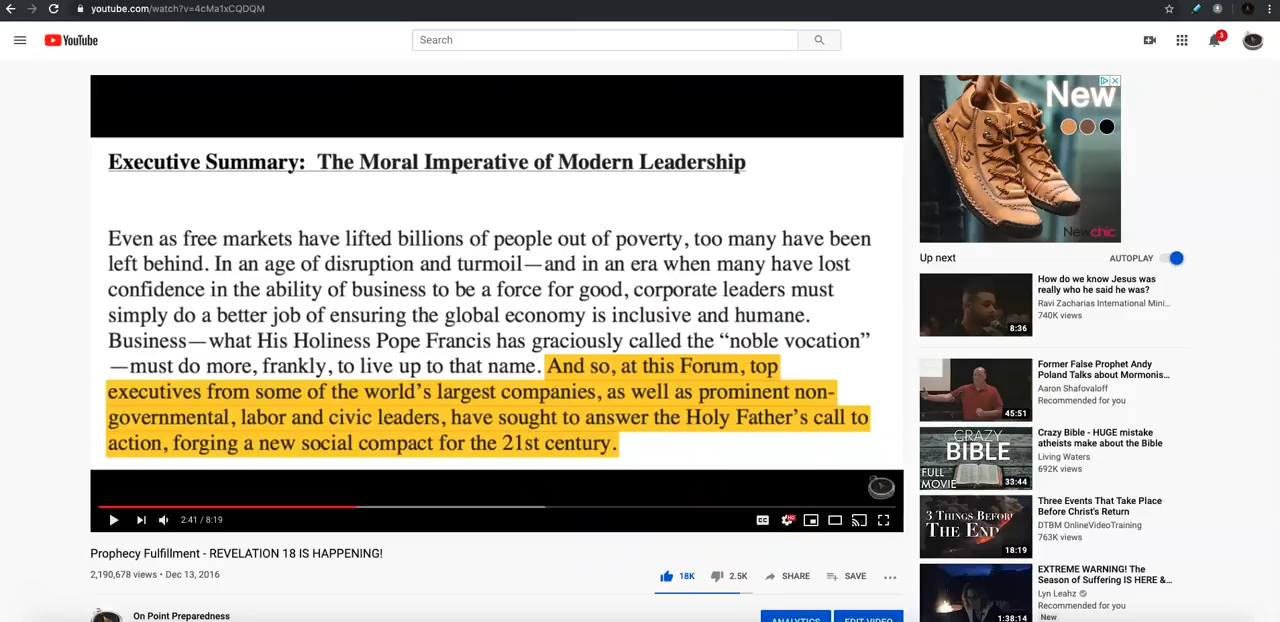 youtube.com/watch?v=4cMa1xCQDQM
YouTube
Search
3
Executive Summary: The Moral Imperative of Modern Leadership
Even as free markets have lifted billions of people out of poverty, too many have been
left behind. In an age of disruption and turmoil—and in an era when many have lost
confidence in the ability of business to be a force for good, corporate leaders must
simply do a better job of ensuring the global economy is inclusive and humane.
Business—what His Holiness Pope Francis has graciously called the “noble vocation”
—must do more, frankly, to live up to that name. And so, at this Forum, top
executives from some of the world’s largest companies, as well as prominent non-
governmental, labor and civic leaders, have sought to answer the Holy Father’s call to
action, forging a new social compact for the 21st century.
2:41 / 8:19
CC
HD
Prophecy Fulfillment - REVELATION 18 IS HAPPENING!
2,190,678 views • Dec 13, 2016
18K
2.5K
SHARE
SAVE
On Point Preparedness
ANALYTICS
EDIT VIDEO
New
Newchic
Up next
AUTOPLAY
8:36
How do we know Jesus was
really who he said he was?
Ravi Zacharias International Mini...
740K views
45:51
Former False Prophet Andy
Poland Talks about Mormonis...
Aaron Shafovaloff
Recommended for you
CRAZY
BIBLE
FULL
MOVIE
33:44
Crazy Bible - HUGE mistake
atheists make about the Bible
Living Waters
692K views
3 THINGS BEFORE
THE END
18:19
Three Events That Take Place
Before Christ's Return
DTBM OnlineVideoTraining
763K views
1:38:14
EXTREME WARNING! The
Season of Suffering IS HERE &...
Lyn Leahz
Recommended for you
New